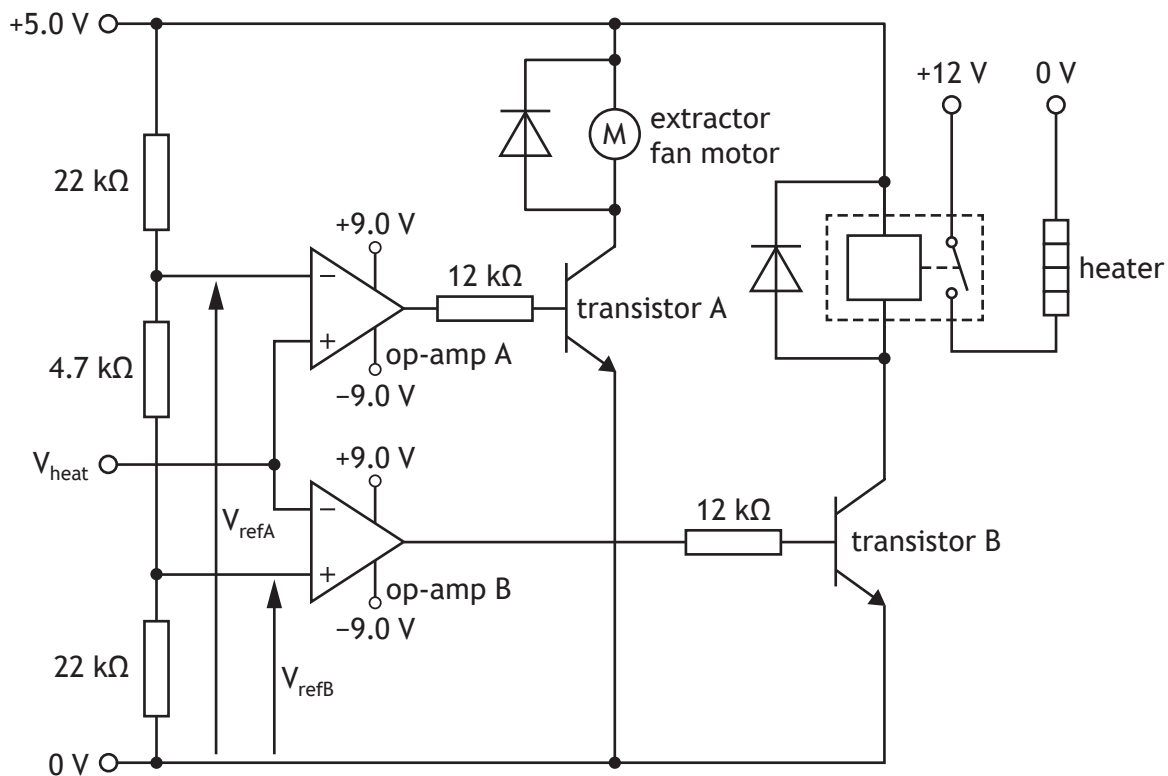 +5.0 V
+12 V
0 V
M
extractor
fan motor
22 kΩ
+9.0 V
12 kΩ
heater
transistor A
op-amp A
4.7 kΩ
−9.0 V
V_heat
+9.0 V
V_refA
12 kΩ
transistor B
op-amp B
−9.0 V
22 kΩ
V_refB
0 V
−
+
−
+